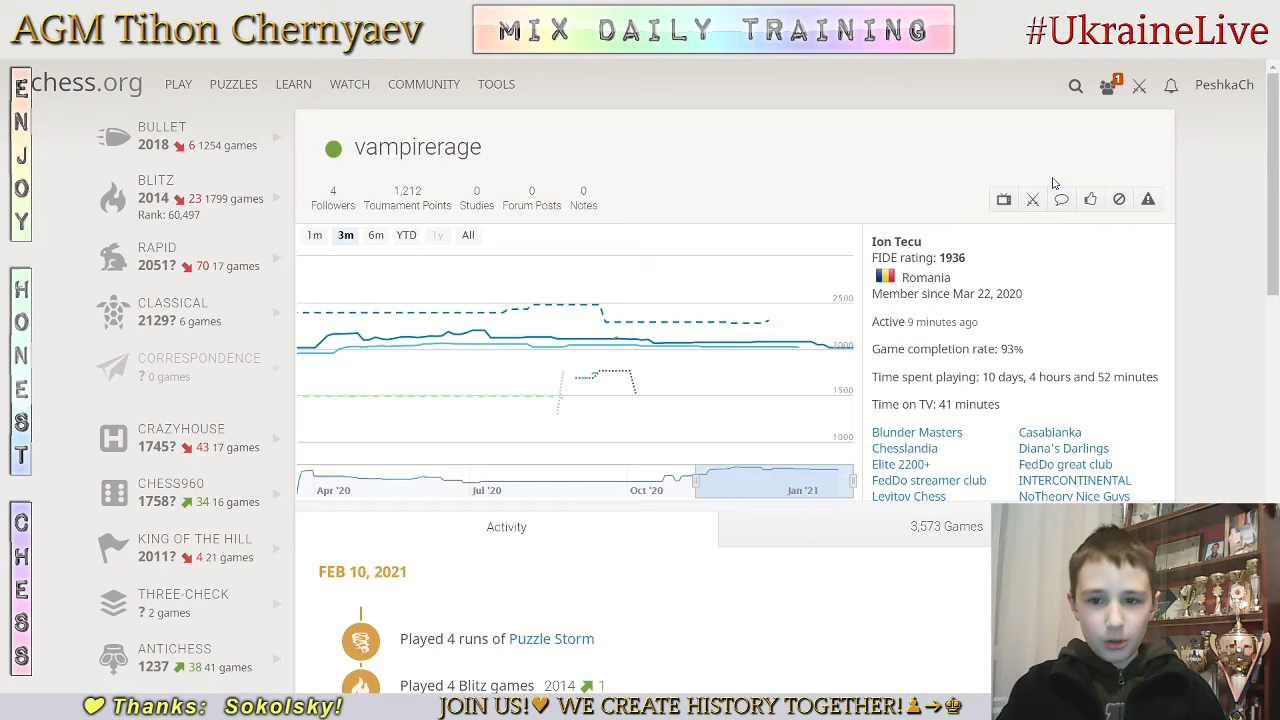 AGM Tihon Chernyaev
MIX DAILY TRAINING
#UkraineLive
ENJOY
HONEST
CHESS
chess.org
PLAY PUZZLES LEARN WATCH COMMUNITY TOOLS
1
PeshkaCh
BULLET
2018 6 1254 games
BLITZ
2014 23 1799 games
Rank: 60,497
RAPID
2051? 70 17 games
CLASSICAL
2129? 6 games
CORRESPONDENCE
? 0 games
CRAZYHOUSE
1745? 43 17 games
CHESS960
1758? 34 16 games
KING OF THE HILL
2011? 4 21 games
THREE-CHECK
? 2 games
ANTICHESS
1237 38 41 games
vampirerage
4 1,212 0 0 0
Followers Tournament Points Studies Forum Posts Notes
1m 3m 6m YTD 1y All
2500
2000
1500
1000
Apr '20 Jul '20 Oct '20 Jan '21
Ion Tecu
FIDE rating: 1936
Romania
Member since Mar 22, 2020
Active 9 minutes ago
Game completion rate: 93%
Time spent playing: 10 days, 4 hours and 52 minutes
Time on TV: 41 minutes
Blunder Masters Casabianka
Chesslandia Diana's Darlings
Elite 2200+ FedDo great club
FedDo streamer club INTERCONTINENTAL
Levitov Chess NoTheory Nice Guys
Activity 3,573 Games
FEB 10, 2021
Played 4 runs of Puzzle Storm
Played 4 Blitz games 2014 1
Thanks: Sokolsky!
JOIN US! WE CREATE HISTORY TOGETHER!